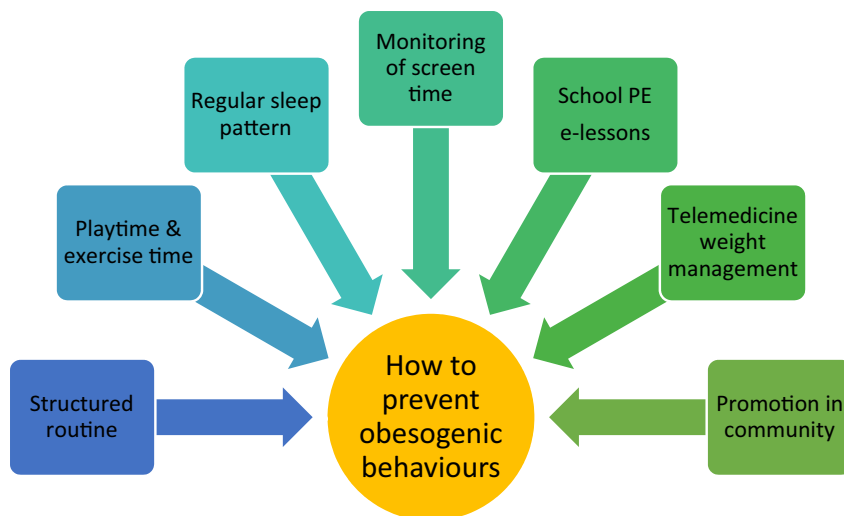 Monitoring
of screen
time
Regular sleep
pattern
School PE
e-lessons
Playtime &
exercise time
Telemedicine
weight
management
Structured
routine
How to
prevent
obesogenic
behaviours
Promotion in
community